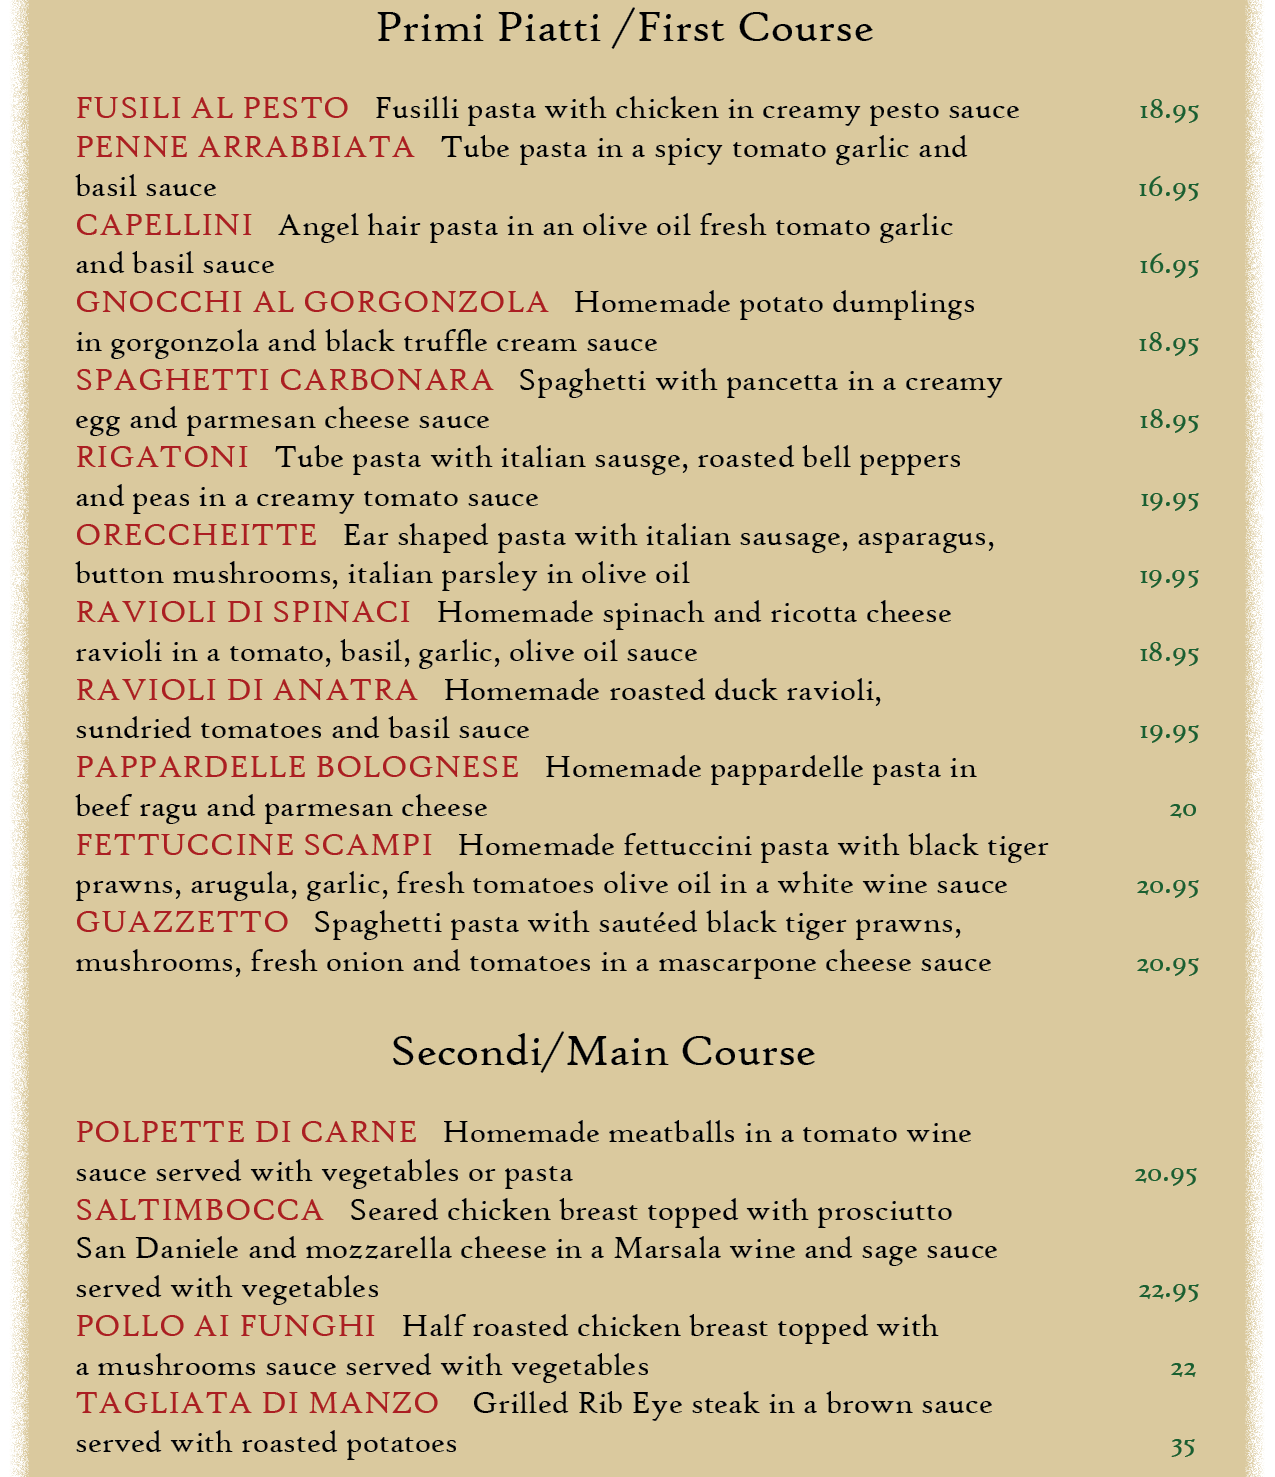 Primi Piatti /First Course
FUSILI AL PESTO Fusilli pasta with chicken in creamy pesto sauce 18.95
PENNE ARRABBIATA Tube pasta in a spicy tomato garlic and
basil sauce 16.95
CAPELLINI Angel hair pasta in an olive oil fresh tomato garlic
and basil sauce 16.95
GNOCCHI AL GORGONZOLA Homemade potato dumplings
in gorgonzola and black truffle cream sauce 18.95
SPAGHETTI CARBONARA Spaghetti with pancetta in a creamy
egg and parmesan cheese sauce 18.95
RIGATONI Tube pasta with italian sausge, roasted bell peppers
and peas in a creamy tomato sauce 19.95
ORECCHEITTE Ear shaped pasta with italian sausage, asparagus,
button mushrooms, italian parsley in olive oil 19.95
RAVIOLI DI SPINACI Homemade spinach and ricotta cheese
ravioli in a tomato, basil, garlic, olive oil sauce 18.95
RAVIOLI DI ANATRA Homemade roasted duck ravioli,
sundried tomatoes and basil sauce 19.95
PAPPARDELLE BOLOGNESE Homemade pappardelle pasta in
beef ragu and parmesan cheese 20
FETTUCCINE SCAMPI Homemade fettuccini pasta with black tiger
prawns, arugula, garlic, fresh tomatoes olive oil in a white wine sauce 20.95
GUAZZETTO Spaghetti pasta with sautéed black tiger prawns,
mushrooms, fresh onion and tomatoes in a mascarpone cheese sauce 20.95
Secondi/Main Course
POLPETTE DI CARNE Homemade meatballs in a tomato wine
sauce served with vegetables or pasta 20.95
SALTIMBOCCA Seared chicken breast topped with prosciutto
San Daniele and mozzarella cheese in a Marsala wine and sage sauce
served with vegetables 22.95
POLLO AI FUNGHI Half roasted chicken breast topped with
a mushrooms sauce served with vegetables 22
TAGLIATA DI MANZO Grilled Rib Eye steak in a brown sauce
served with roasted potatoes 35